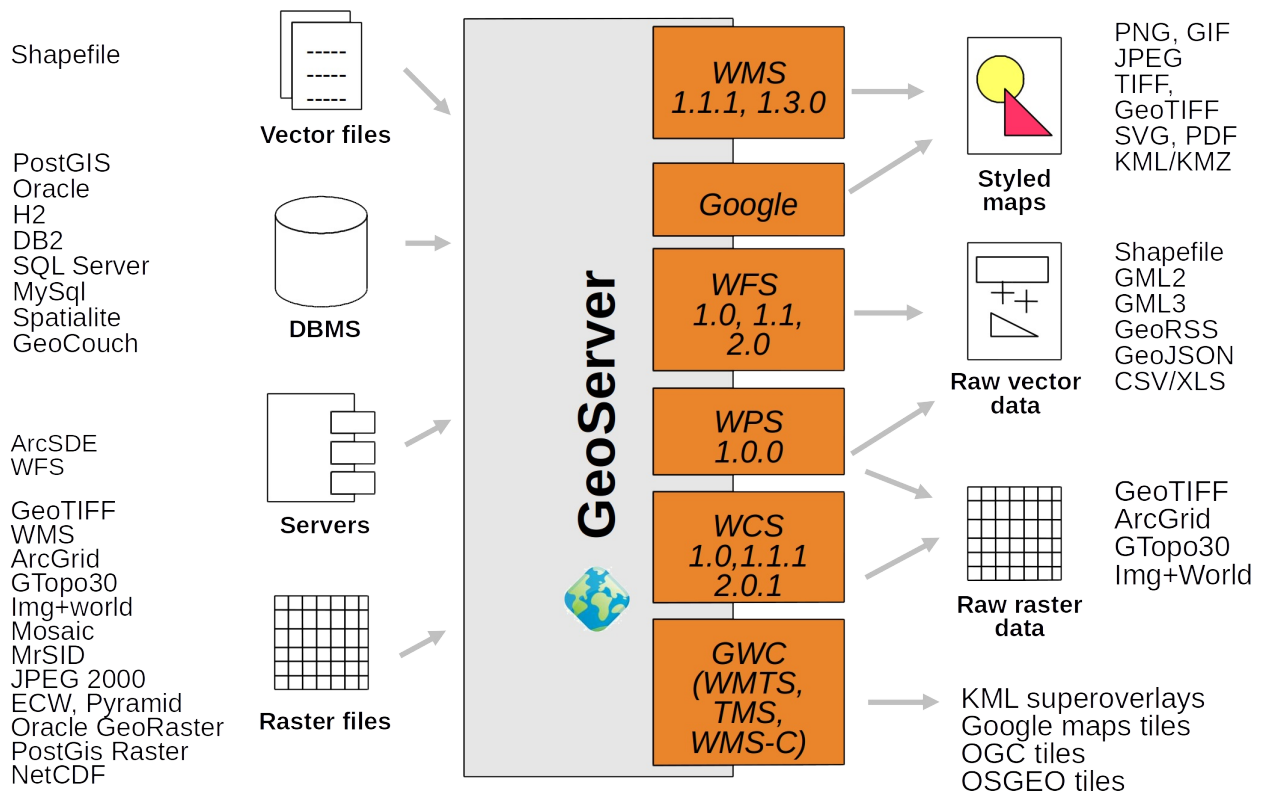 Shapefile
Vector files
PostGIS
Oracle
H2
DB2
SQL Server
MySql
Spatialite
GeoCouch
DBMS
ArcSDE
WFS
Servers
GeoTIFF
WMS
ArcGrid
GTopo30
Img+world
Mosaic
MrSID
JPEG 2000
ECW, Pyramid
Oracle GeoRaster
PostGis Raster
NetCDF
Raster files
GeoServer
WMS
1.1.1, 1.3.0
Google
WFS
1.0, 1.1,
2.0
WPS
1.0.0
WCS
1.0,1.1.1
2.0.1
GWC
(WMTS,
TMS,
WMS-C)
Styled
maps
PNG, GIF
JPEG
TIFF,
GeoTIFF
SVG, PDF
KML/KMZ
Raw vector
data
Shapefile
GML2
GML3
GeoRSS
GeoJSON
CSV/XLS
Raw raster
data
GeoTIFF
ArcGrid
GTopo30
Img+World
KML superoverlays
Google maps tiles
OGC tiles
OSGEO tiles